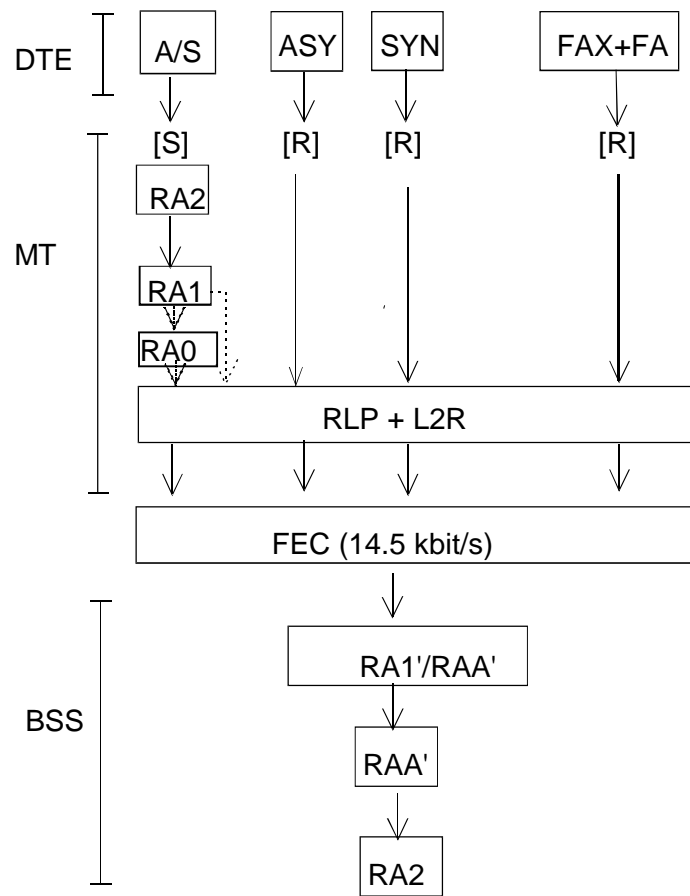 DTE A/S ASY SYN FAX+FA
[S] [R] [R] [R]
RA2
MT
RA1
RA0
RLP + L2R
FEC (14.5 kbit/s)
RA1'/RAA'
BSS
RAA'
RA2